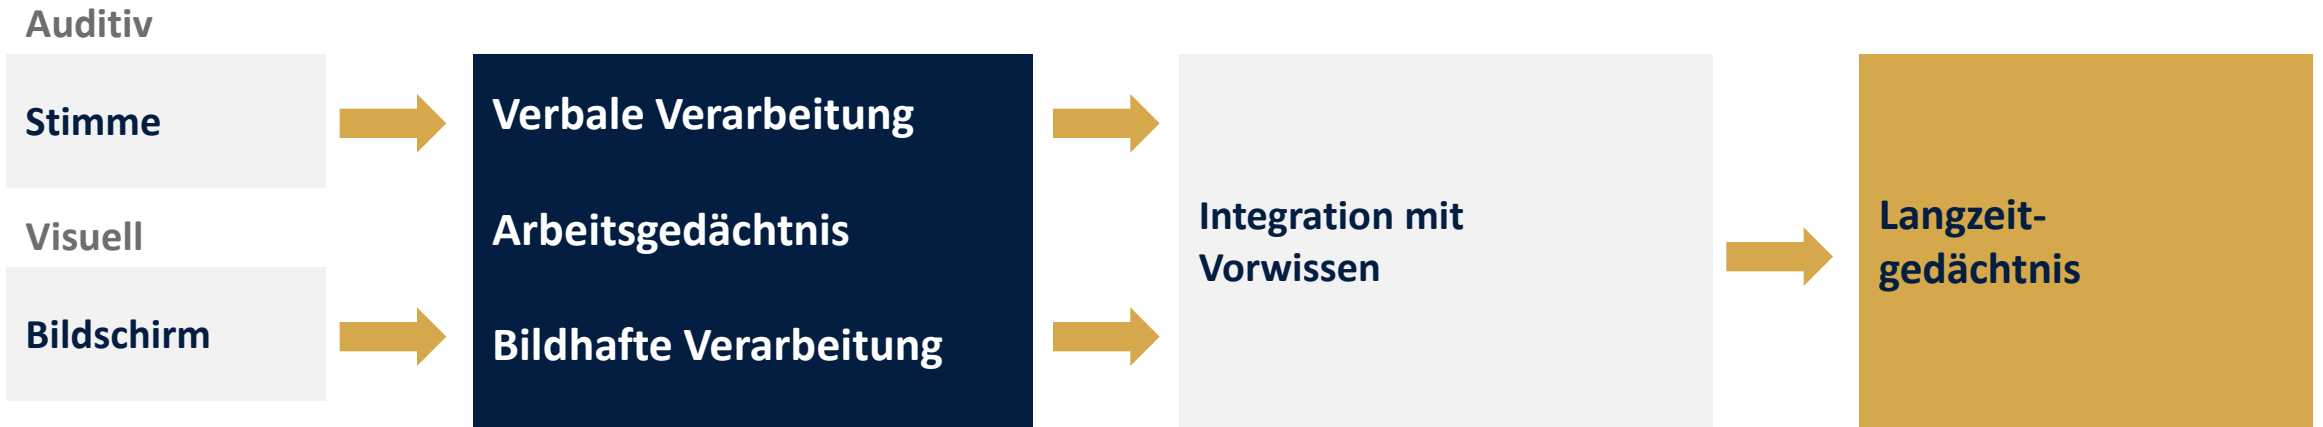 Auditiv
Stimme
Visuell
Bildschirm
Verbale Verarbeitung
Arbeitsgedächtnis
Bildhafte Verarbeitung
Integration mit
Vorwissen
Langzeit-
gedächtnis